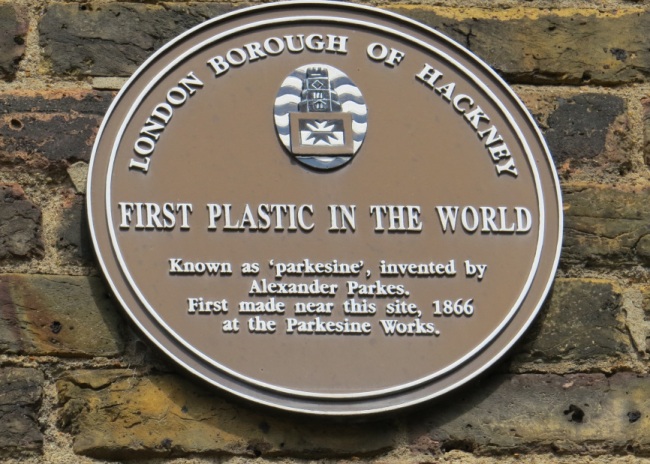 LONDON BOROUGH OF HACKNEY
FIRST PLASTIC IN THE WORLD
Known as 'parkesine', invented by
Alexander Parkes.
First made near this site, 1866
at the Parkesine Works.